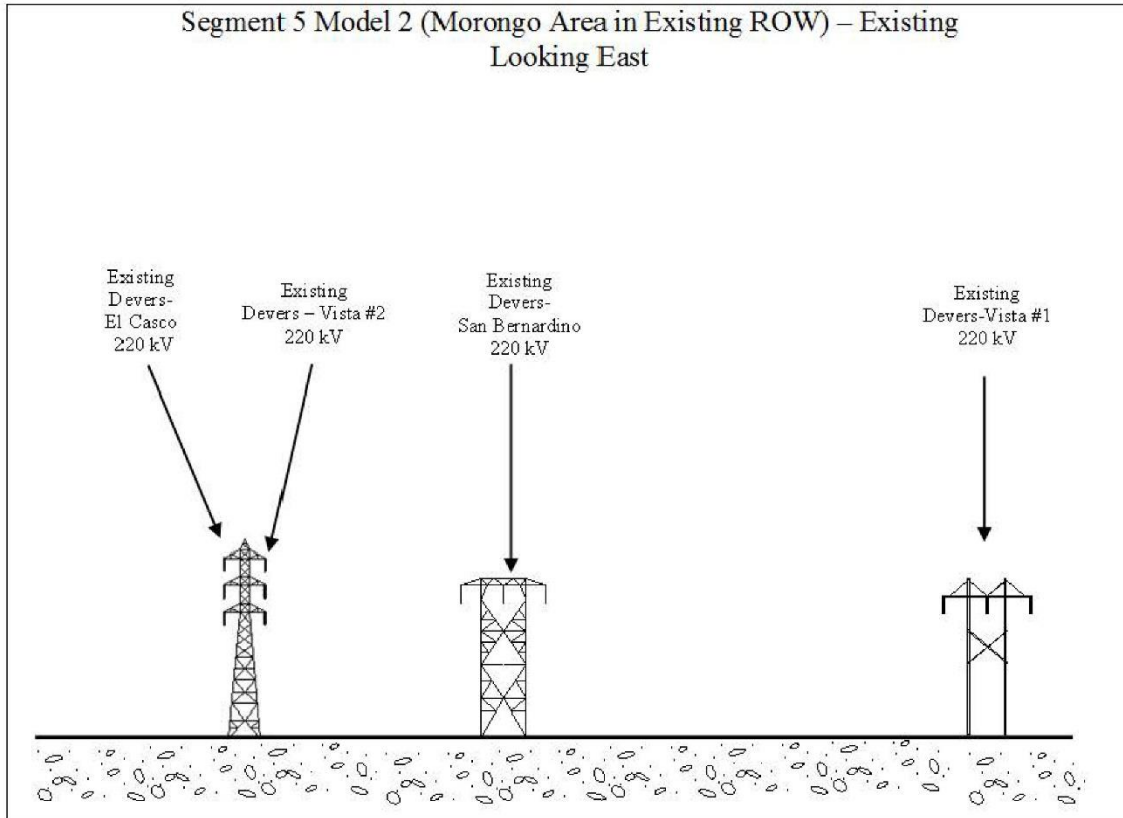 Segment 5 Model 2 (Morongo Area in Existing ROW) – Existing
Looking East
Existing
Devers-
El Casco
220 kV
Existing
Devers – Vista #2
220 kV
Existing
Devers-
San Bernardino
220 kV
Existing
Devers-Vista #1
220 kV